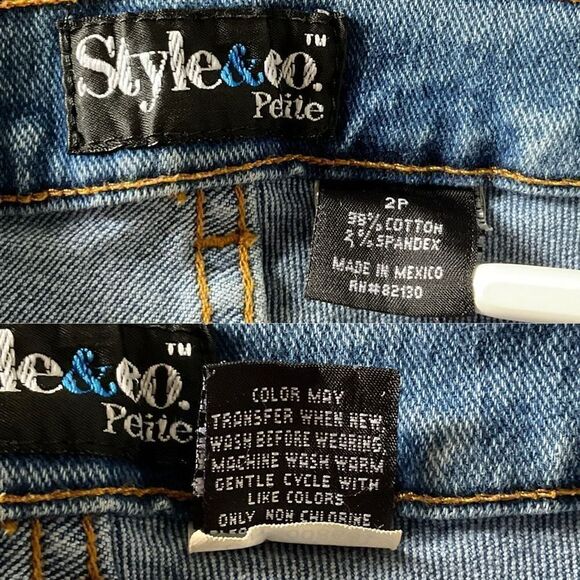 Style&co.™
Petite
2P
98% COTTON
2% SPANDEX
MADE IN MEXICO
RN#82130
le&co.™
Petite
COLOR MAY
TRANSFER WHEN NEW
WASH BEFORE WEARING
MACHINE WASH WARM
GENTLE CYCLE WITH
LIKE COLORS
ONLY NON CHLORINE